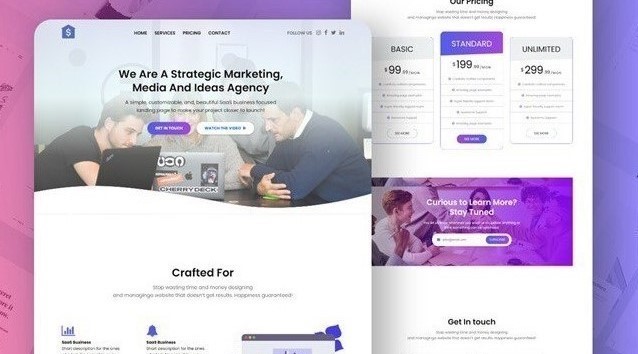 $
HOME SERVICES PRICING CONTACT
FOLLOW US
We Are A Strategic Marketing,
Media And Ideas Agency
A simple, customizable, and, beautiful SaaS business focused
landing page to make your project closer to launch!
GET IN TOUCH
WATCH THE VIDEO
CHERRYDECK
Crafted For
Stop wasting time and money designing
and managingo website that doesn't get results. Happiness guaranteed!
SaaS Business
Short description for the ones
SaaS Business
Short description for the ones
Our Pricing
Stop wasting time and money designing
and managingo website that doesn't get results. Happiness guaranteed!
BASIC
$99.99
SEE MORE
STANDARD
$199.99
SEE MORE
UNLIMITED
$299.99
SEE MORE
Curious to Learn More?
Stay Tuned
SUBSCRIBE
Get In touch
Stop wasting time and money designing
and managingo website that doesn't get results. Happiness guaranteed!